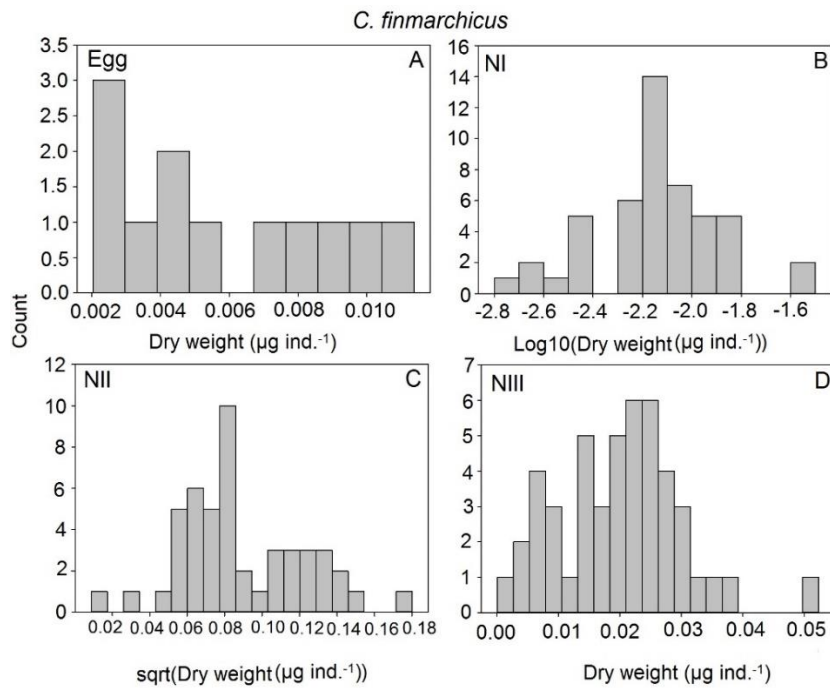 C. finmarchicus
Egg A
3.5
3.0
2.5
2.0
1.5
1.0
0.5
0.0
0.002 0.004 0.006 0.008 0.010
Dry weight (µg ind.⁻¹)
NI B
16
14
12
10
8
6
4
2
0
-2.8 -2.6 -2.4 -2.2 -2.0 -1.8 -1.6
Log10(Dry weight (µg ind.⁻¹))
Count
NII C
12
10
8
6
4
2
0
0.02 0.04 0.06 0.08 0.10 0.12 0.14 0.16 0.18
sqrt(Dry weight (µg ind.⁻¹))
NIII D
7
6
5
4
3
2
1
0
0.00 0.01 0.02 0.03 0.04 0.05
Dry weight (µg ind.⁻¹)